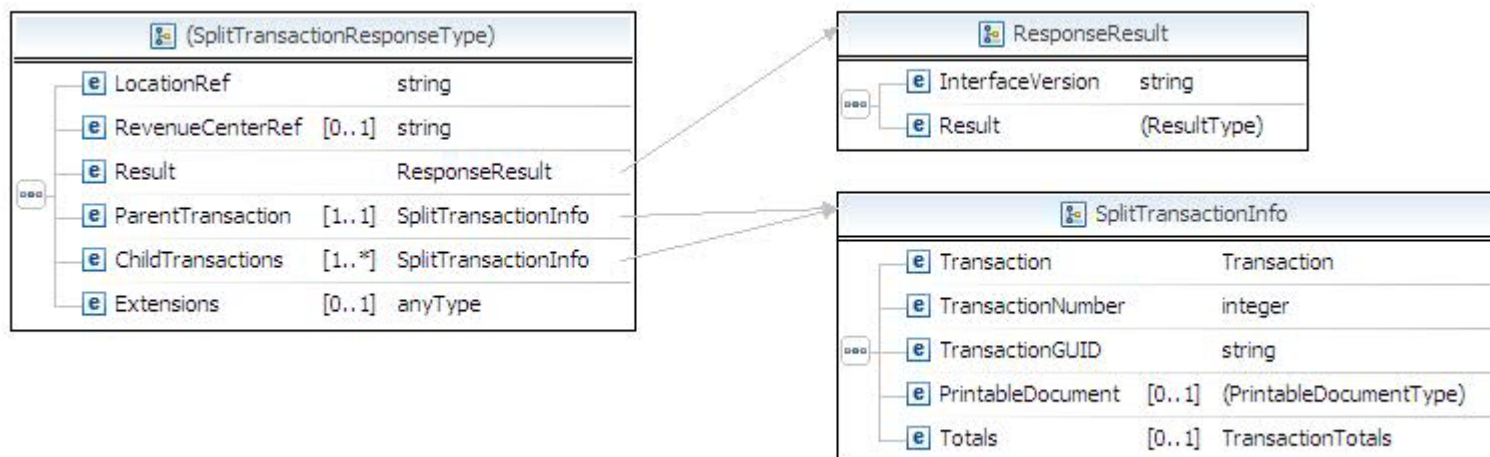 (SplitTransactionResponseType)
e LocationRef string
e RevenueCenterRef [0..1] string
e Result ResponseResult
e ParentTransaction [1..1] SplitTransactionInfo
e ChildTransactions [1..*] SplitTransactionInfo
e Extensions [0..1] anyType
ResponseResult
e InterfaceVersion string
e Result (ResultType)
SplitTransactionInfo
e Transaction Transaction
e TransactionNumber integer
e TransactionGUID string
e PrintableDocument [0..1] (PrintableDocumentType)
e Totals [0..1] TransactionTotals